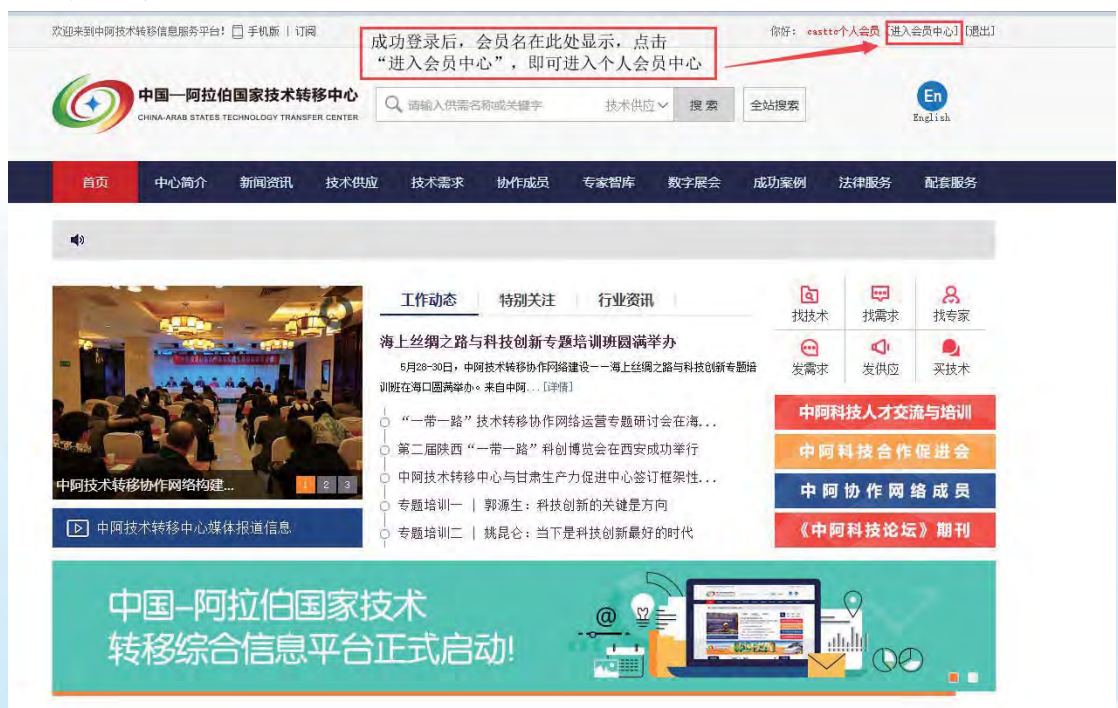 欢迎来到中阿技术转移信息服务平台! 手机版 | 订阅
你好: castto个人会员 [进入会员中心] [退出]
成功登录后，会员名在此处显示，点击
“进入会员中心”，即可进入个人会员中心
中国—阿拉伯国家技术转移中心
CHINA-ARAB STATES TECHNOLOGY TRANSFER CENTER
请输入供需名称或关键字 技术供应 搜索 全站搜索
En
English
首页 中心简介 新闻资讯 技术供应 技术需求 协作成员 专家智库 数字展会 成功案例 法律服务 配套服务
工作动态 特别关注 行业资讯
海上丝绸之路与科技创新专题培训班圆满举办
5月28-30日，中阿技术转移协作网络建设--海上丝绸之路与科技创新专题培
训班在海口圆满举办。来自中阿...[详情]
“一带一路”技术转移协作网络运营专题研讨会在海...
第二届陕西“一带一路”科创博览会在西安成功举行
中阿技术转移中心与甘肃生产力促进中心签订框架性...
专题培训一 | 郭源生：科技创新的关键是方向
专题培训二 | 姚昆仑：当下是科技创新最好的时代
中阿技术转移协作网络构建... 1 2 3
中阿技术转移中心媒体报道信息
找技术 找需求 找专家
发需求 发供应 买技术
中阿科技人才交流与培训
中阿科技合作促进会
中阿协作网络成员
《中阿科技论坛》期刊
中国-阿拉伯国家技术
转移综合信息平台正式启动!
@